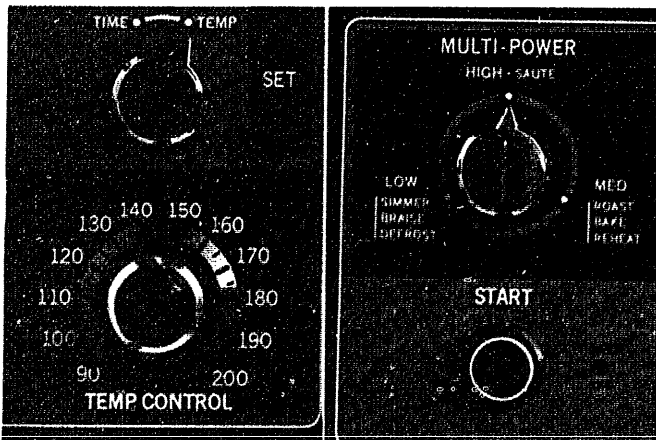 TIME • TEMP
SET
140 150
130 160
120 170
110 180
100 190
90 200
TEMP CONTROL
MULTI-POWER
HIGH - SAUTE
LOW
SIMMER
BRAISE
DEFROST
MED
ROAST
BAKE
REHEAT
START